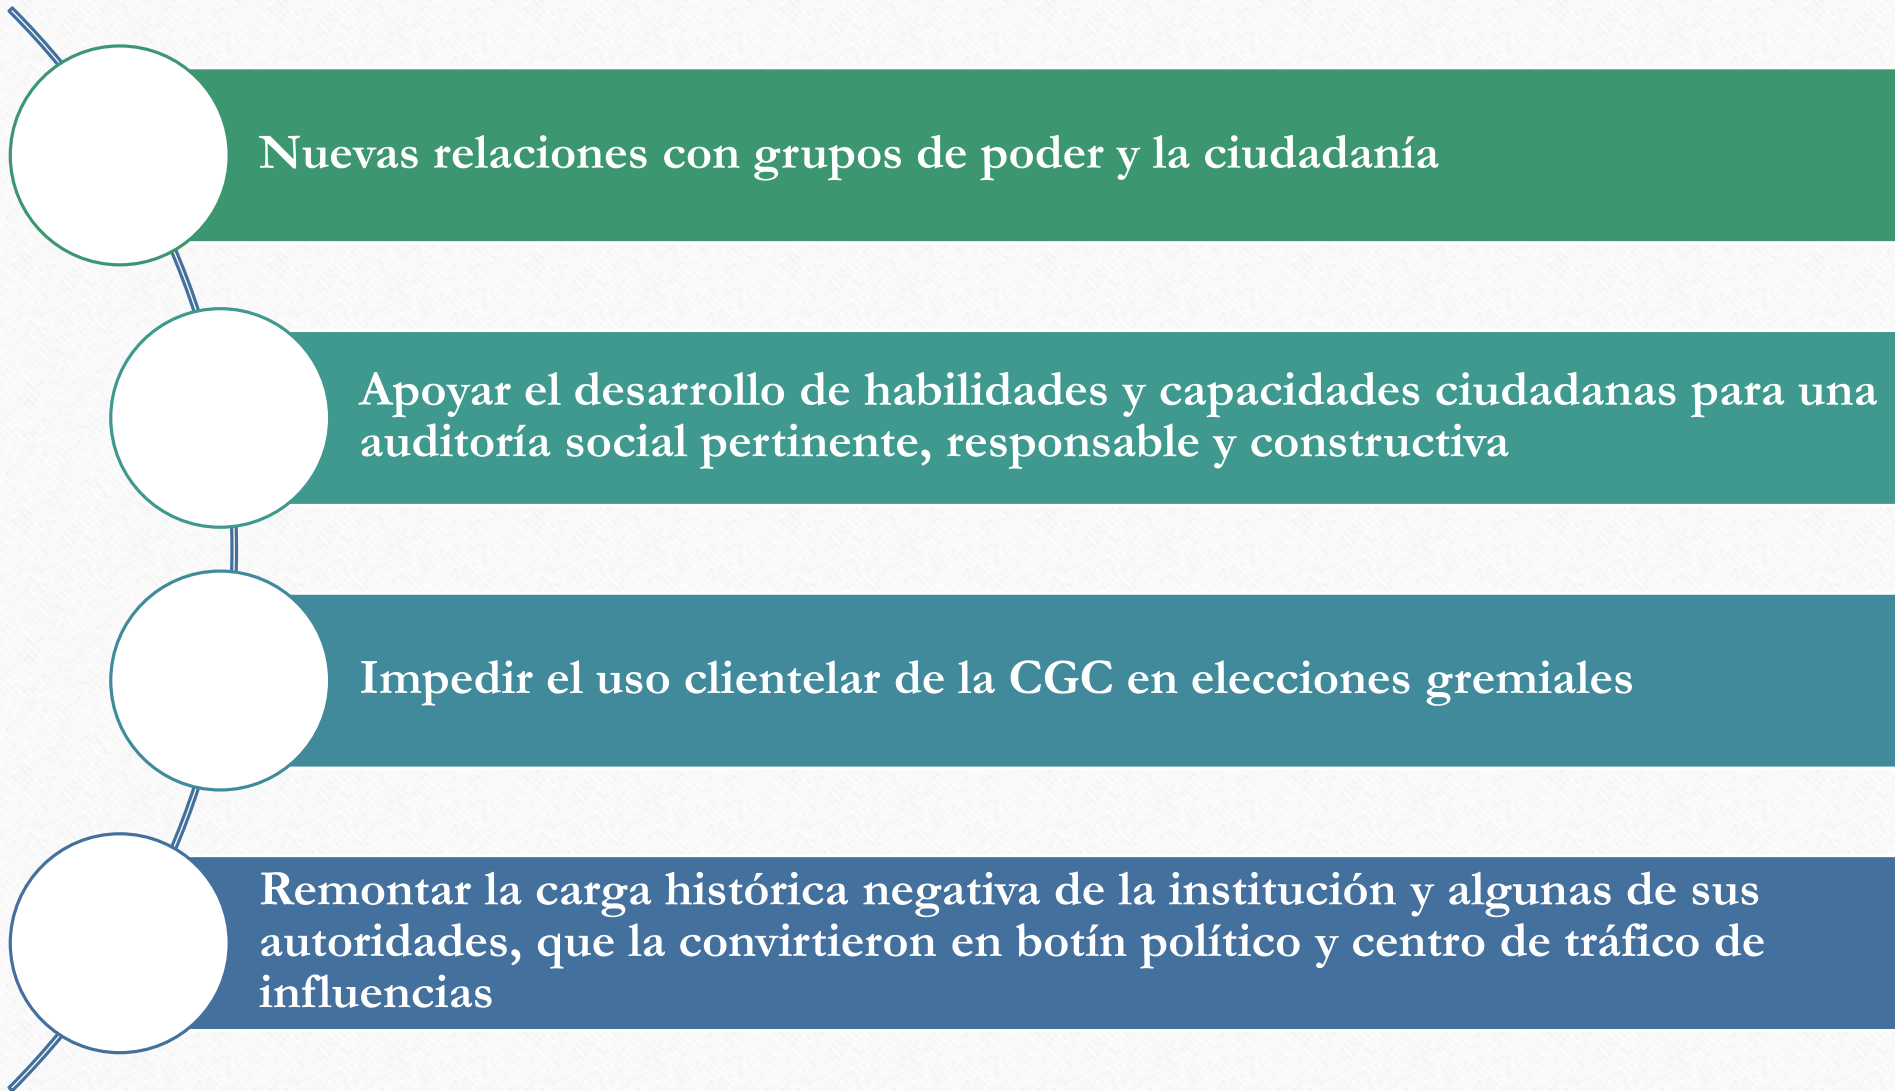 Nuevas relaciones con grupos de poder y la ciudadanía
Apoyar el desarrollo de habilidades y capacidades ciudadanas para una
auditoría social pertinente, responsable y constructiva
Impedir el uso clientelar de la CGC en elecciones gremiales
Remontar la carga histórica negativa de la institución y algunas de sus
autoridades, que la convirtieron en botín político y centro de tráfico de
influencias